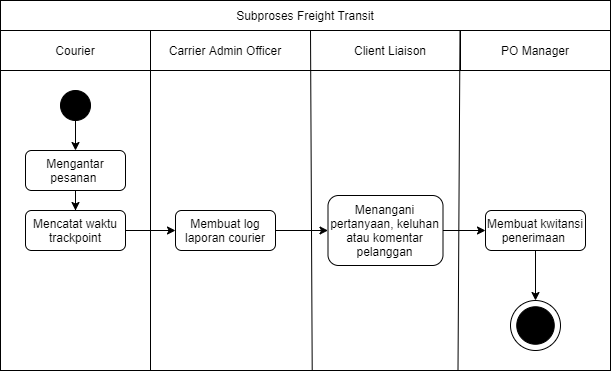 Subproses Freight Transit
Courier
Carrier Admin Officer
Client Liaison
PO Manager
Mengantar
pesanan
Mencatat waktu
trackpoint
Membuat log
laporan courier
Menangani
pertanyaan, keluhan
atau komentar
pelanggan
Membuat kwitansi
penerimaan